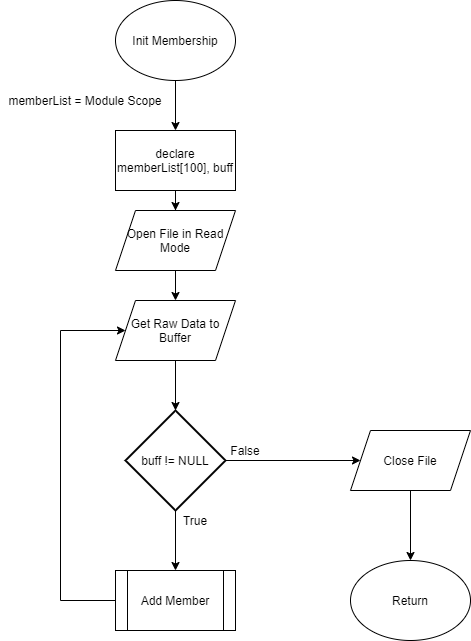 Init Membership
memberList = Module Scope
declare
memberList[100], buff
Open File in Read
Mode
Get Raw Data to
Buffer
buff != NULL
False
Close File
True
Add Member
Return